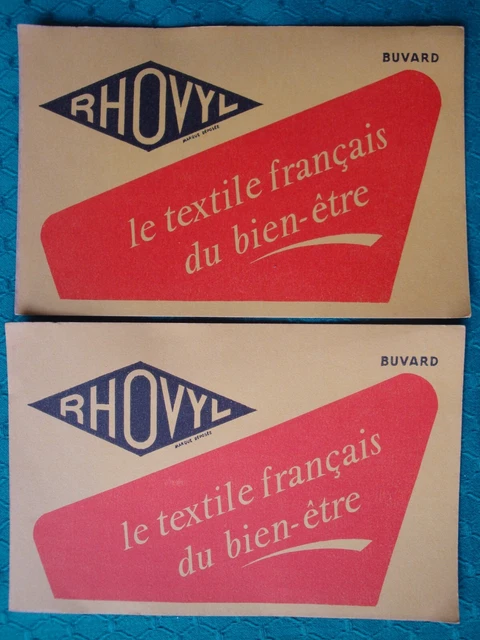 BUVARD
RHOVYL
MARQUE DÉPOSÉE
le textile français
du bien-être
BUVARD
RHOVYL
MARQUE DÉPOSÉE
le textile français
du bien-être